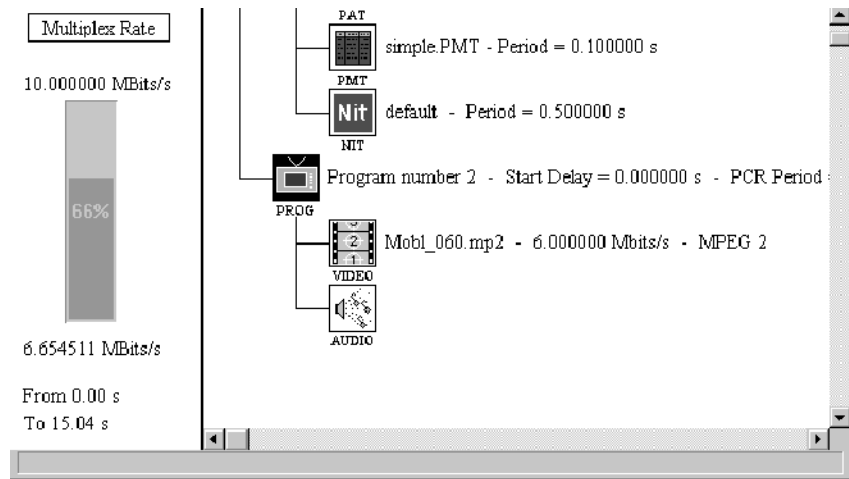 Multiplex Rate
10.000000 MBits/s
66%
6.654511 MBits/s
From 0.00 s
To 15.04 s
PAT
simple.PMT - Period = 0.100000 s
PMT
Nit
default - Period = 0.500000 s
NIT
Program number 2 - Start Delay = 0.000000 s - PCR Period =
PROG
2
1
Mobl_060.mp2 - 6.000000 Mbits/s - MPEG 2
VIDEO
AUDIO